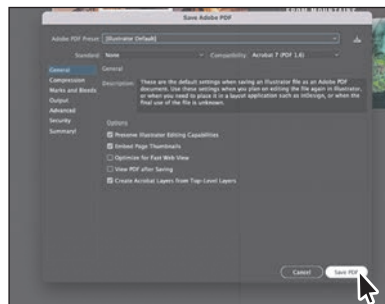 FROM MOUNTAINS
Save Adobe PDF
Adobe PDF Preset: [Illustrator Default]
Standard: None Compatibility: Acrobat 7 (PDF 1.6)
General
Compression
Marks and Bleeds
Output
Advanced
Security
Summary!
General
Description: These are the default settings when saving an Illustrator file as an Adobe PDF
document. Use these settings when you plan on editing the file again in Illustrator,
or when you need to place it in a layout application such as InDesign, or when the
final use of the file is unknown.
Options
Preserve Illustrator Editing Capabilities
Embed Page Thumbnails
Optimize for Fast Web View
View PDF after Saving
Create Acrobat Layers from Top-Level Layers
Cancel
Save PDF